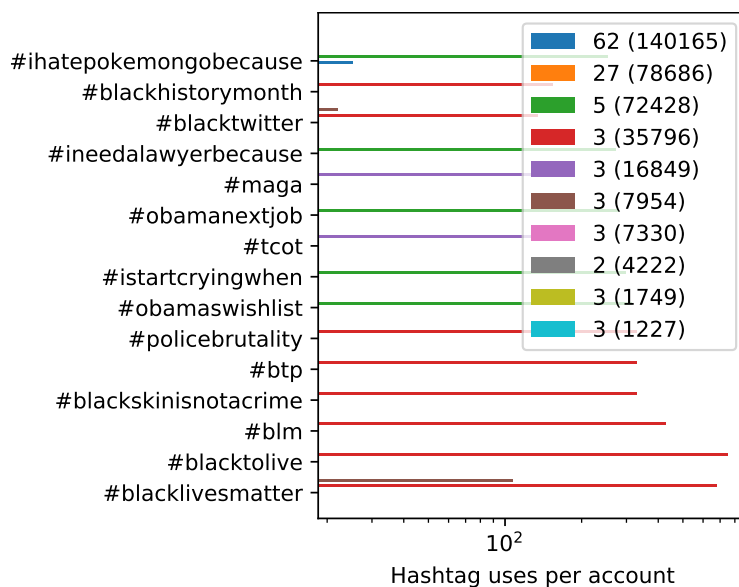 #ihatepokemongobecause
#blackhistorymonth
#blacktwitter
#ineedalawyerbecause
#maga
#obamanextjob
#tcot
#istartcryingwhen
#obamaswishlist
#policebrutality
#btp
#blackskinisnotacrime
#blm
#blacktolive
#blacklivesmatter
62 (140165)
27 (78686)
5 (72428)
3 (35796)
3 (16849)
3 (7954)
3 (7330)
2 (4222)
3 (1749)
3 (1227)
10²
Hashtag uses per account